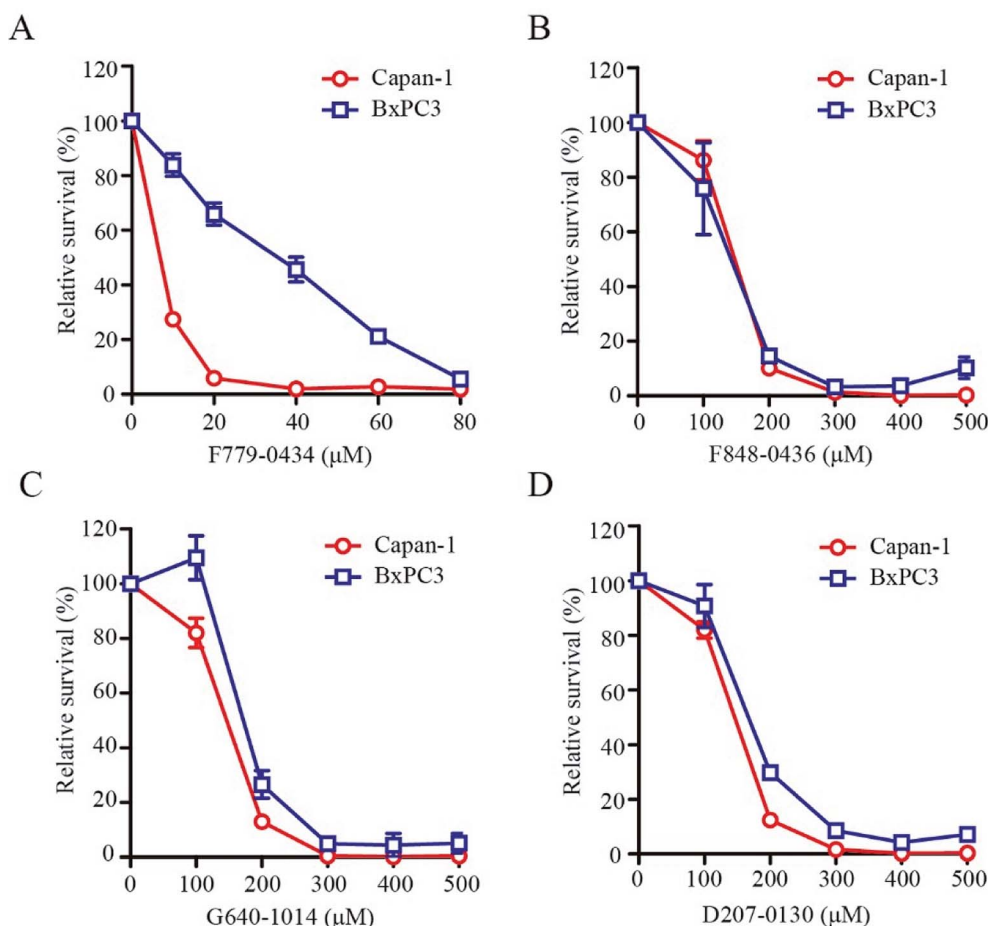 A
Relative survival (%)
120
100
80
60
40
20
0
Capan-1
BxPC3
0 20 40 60 80
F779-0434 (μM)
B
Relative survival (%)
120
100
80
60
40
20
0
Capan-1
BxPC3
0 100 200 300 400 500
F848-0436 (μM)
C
Relative survival (%)
120
100
80
60
40
20
0
Capan-1
BxPC3
0 100 200 300 400 500
G640-1014 (μM)
D
Relative survival (%)
120
100
80
60
40
20
0
Capan-1
BxPC3
0 100 200 300 400 500
D207-0130 (μM)